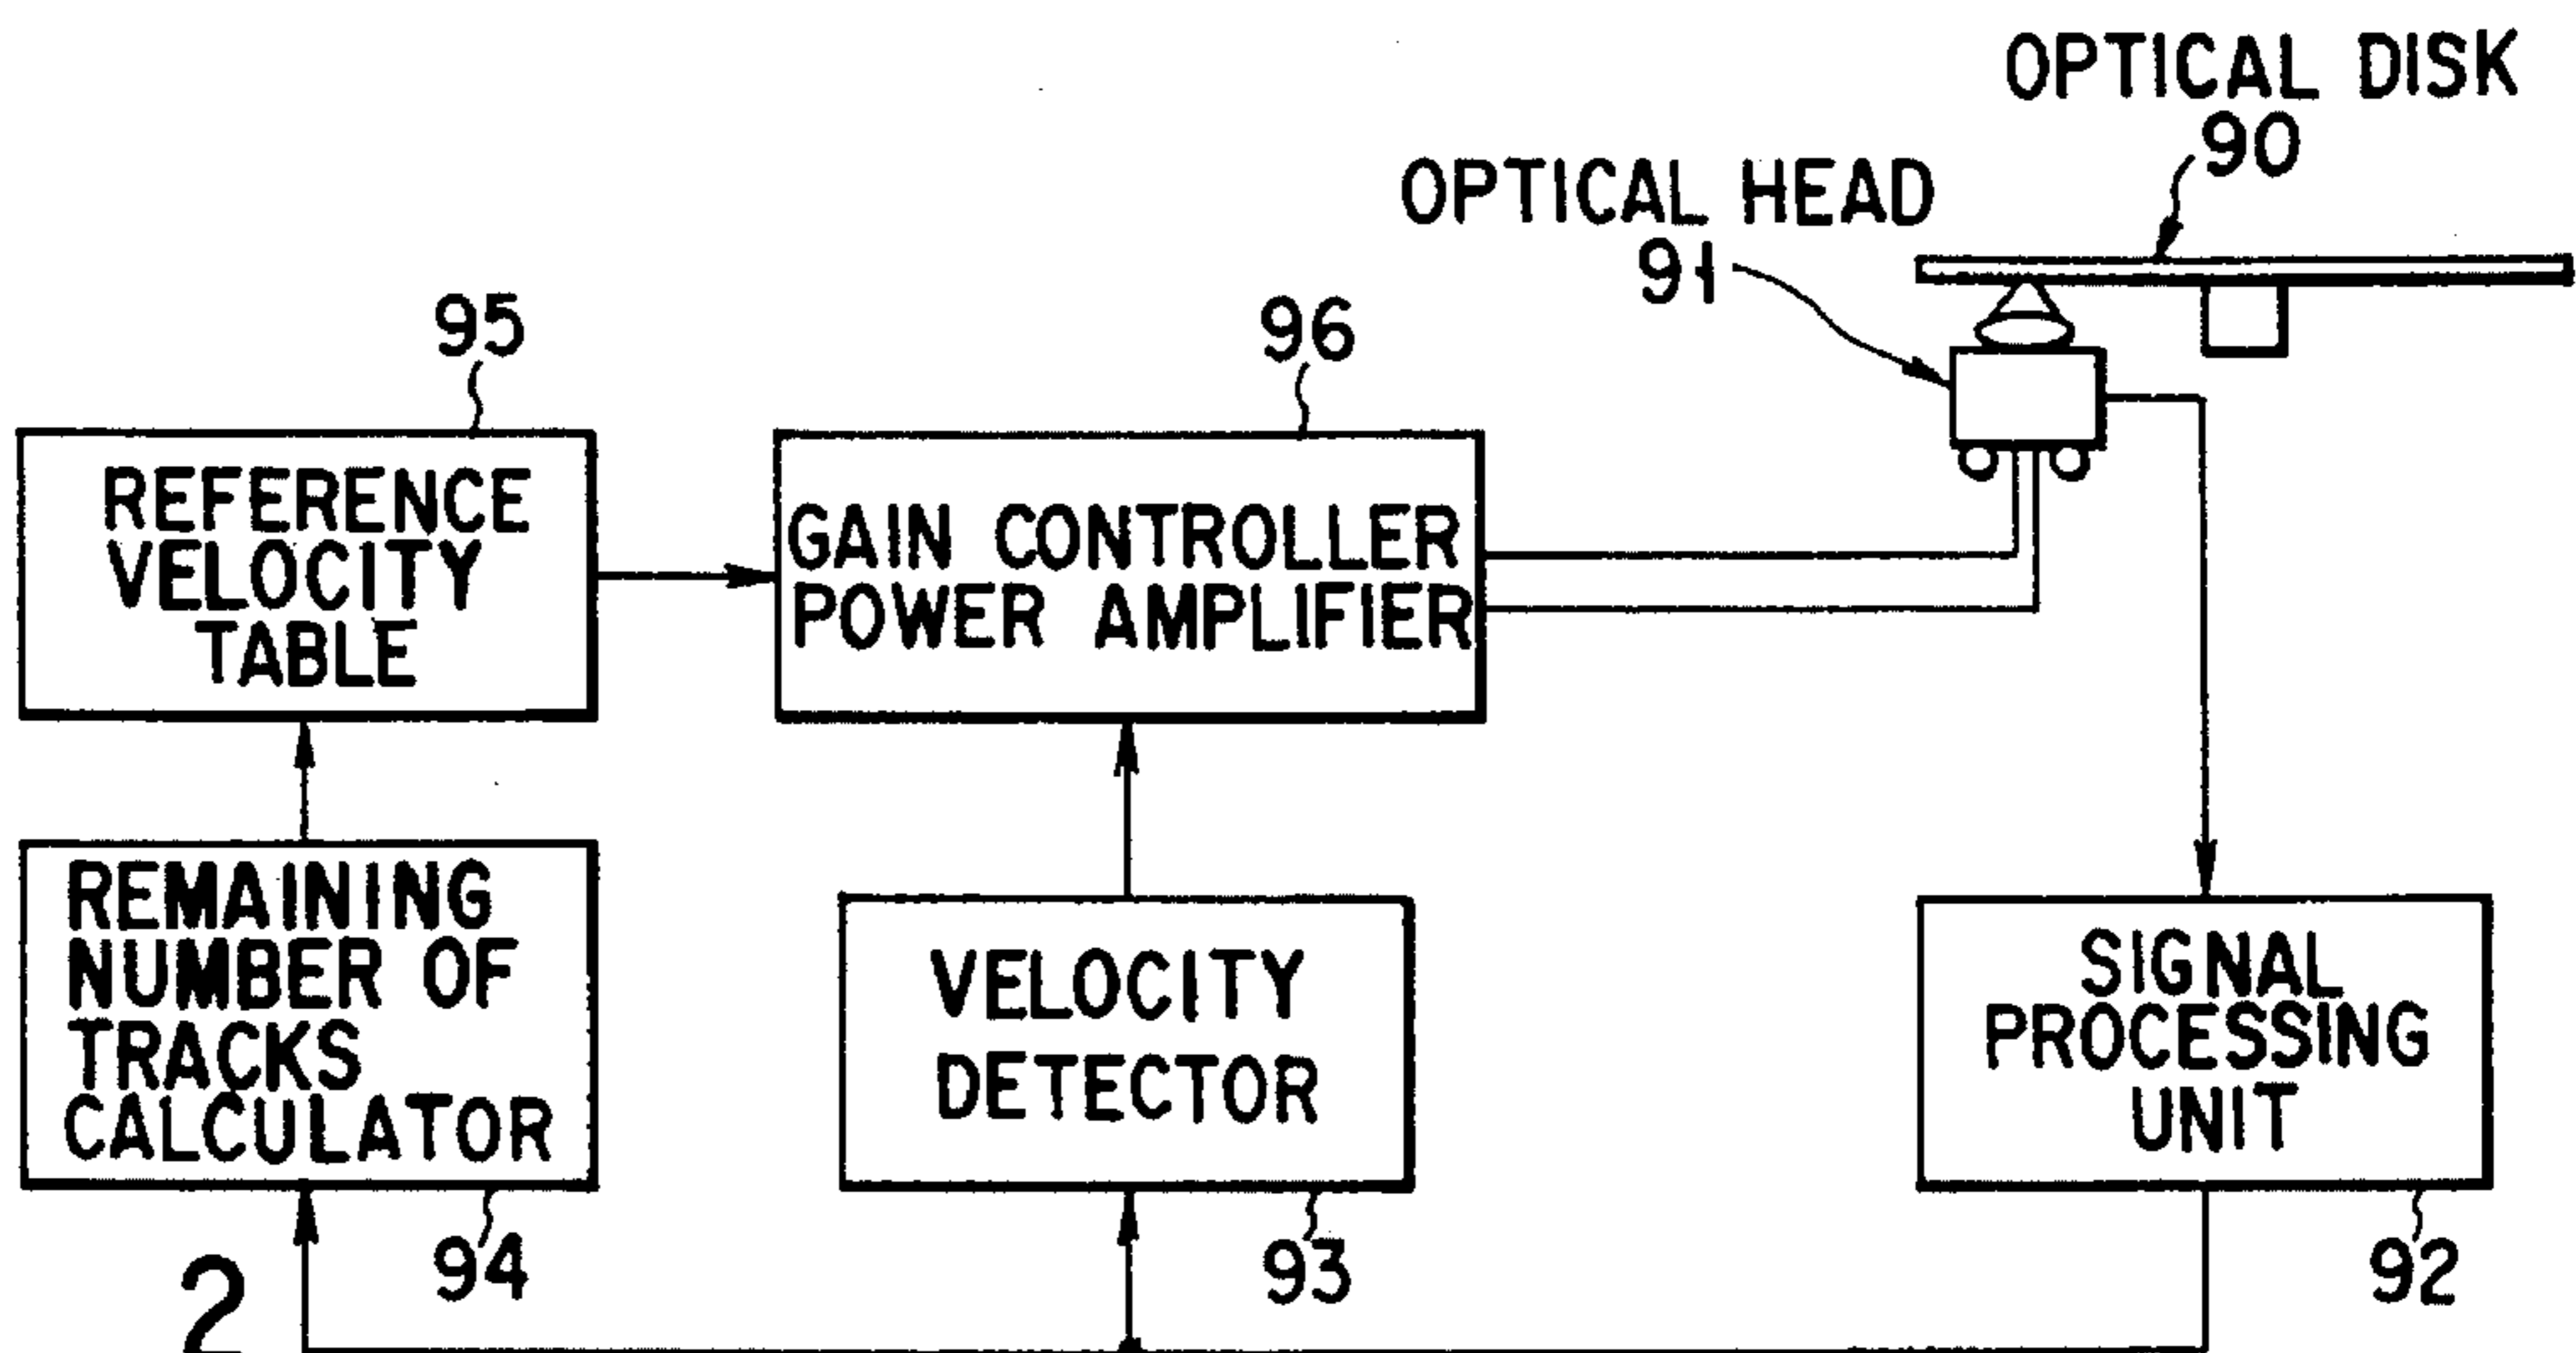 OPTICAL DISK
90
OPTICAL HEAD
91
95
96
REFERENCE
VELOCITY
TABLE
GAIN CONTROLLER
POWER AMPLIFIER
REMAINING
NUMBER OF
TRACKS
CALCULATOR
VELOCITY
DETECTOR
SIGNAL
PROCESSING
UNIT
94
93
92
2